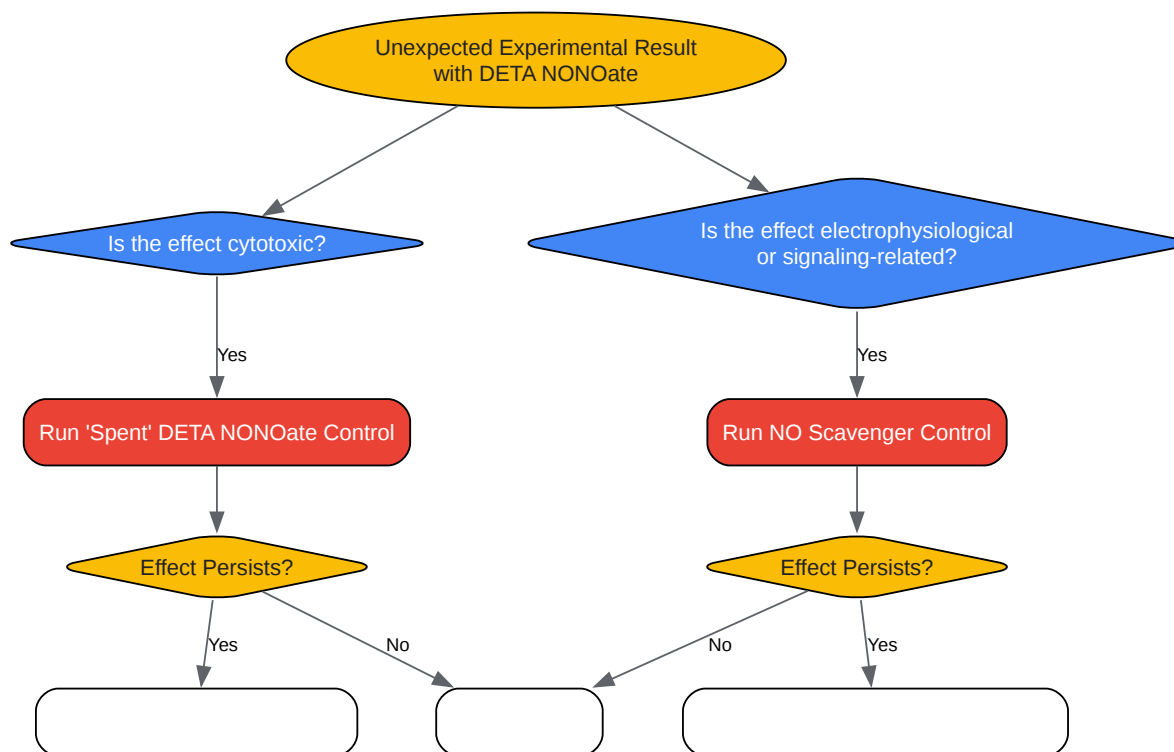 Unexpected Experimental Result
with DETA NONOate
Is the effect cytotoxic?
Is the effect electrophysiological
or signaling-related?
Yes
Yes
Run 'Spent' DETA NONOate Control
Run NO Scavenger Control
Effect Persists?
Effect Persists?
Yes
No
No
Yes